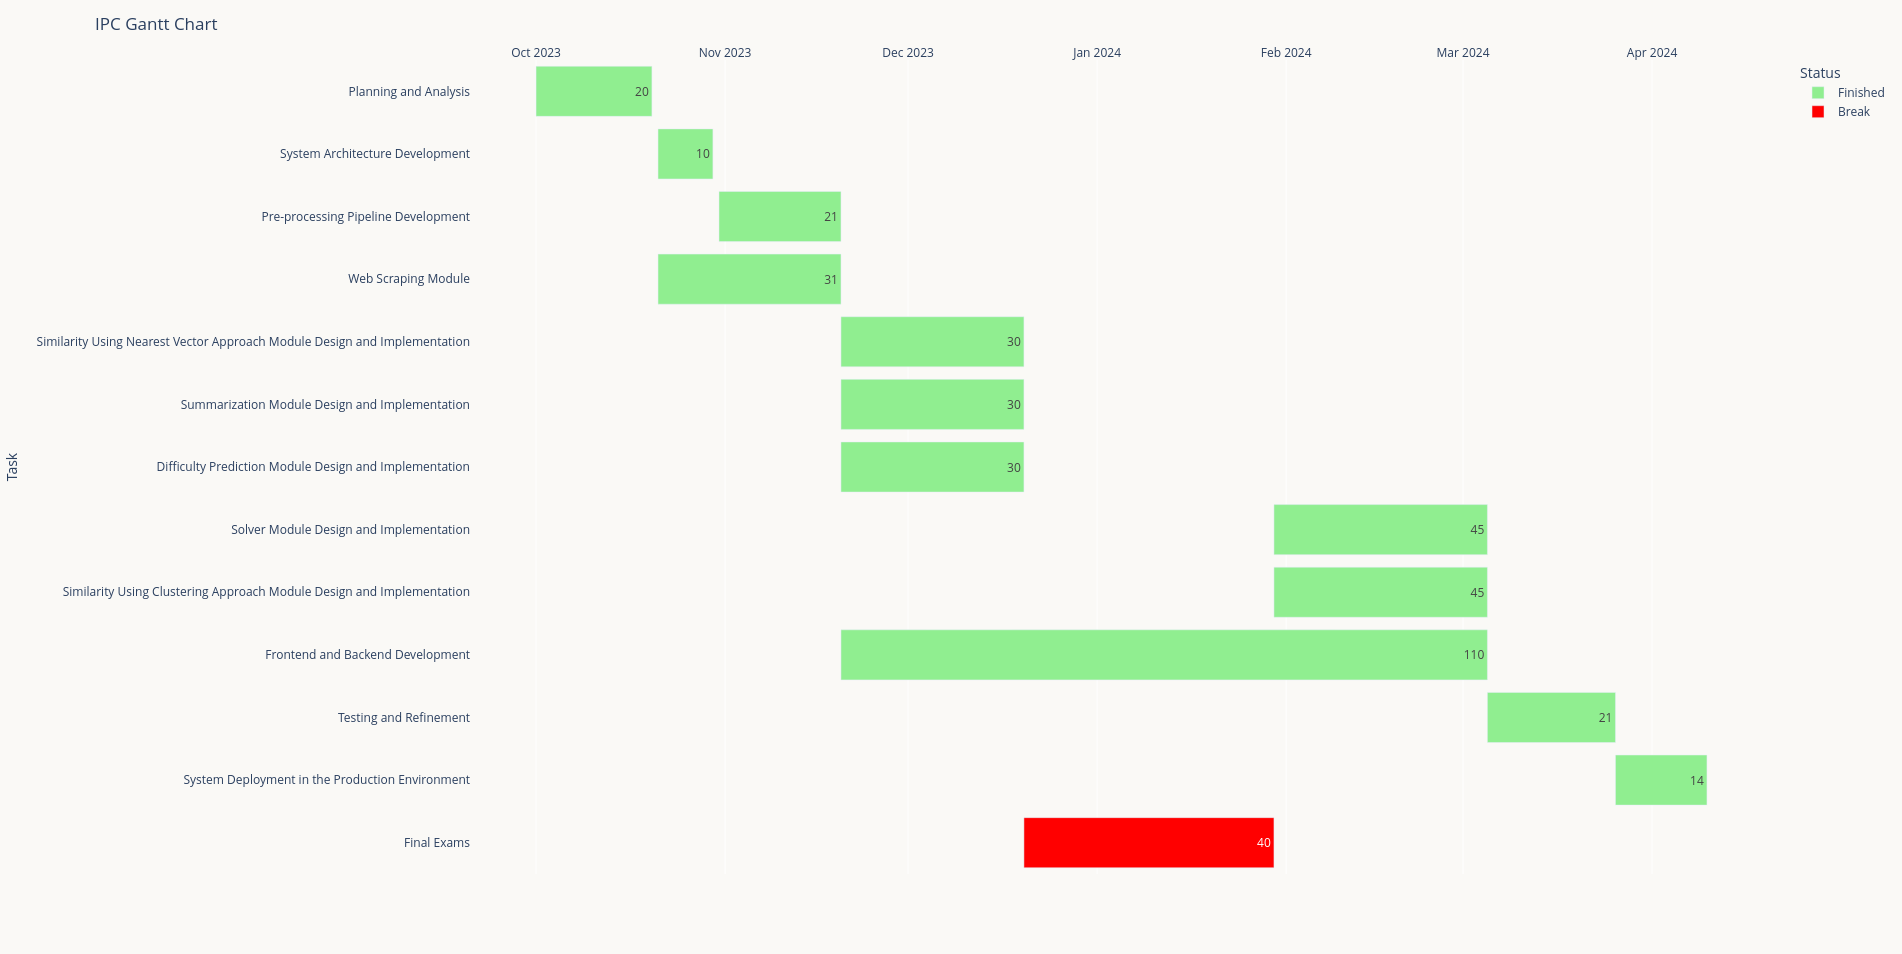 IPC Gantt Chart
Oct 2023 Nov 2023 Dec 2023 Jan 2024 Feb 2024 Mar 2024 Apr 2024
Status
Finished
Break
Task
Planning and Analysis 20
System Architecture Development 10
Pre-processing Pipeline Development 21
Web Scraping Module 31
Similarity Using Nearest Vector Approach Module Design and Implementation 30
Summarization Module Design and Implementation 30
Difficulty Prediction Module Design and Implementation 30
Solver Module Design and Implementation 45
Similarity Using Clustering Approach Module Design and Implementation 45
Frontend and Backend Development 110
Testing and Refinement 21
System Deployment in the Production Environment 14
Final Exams 40